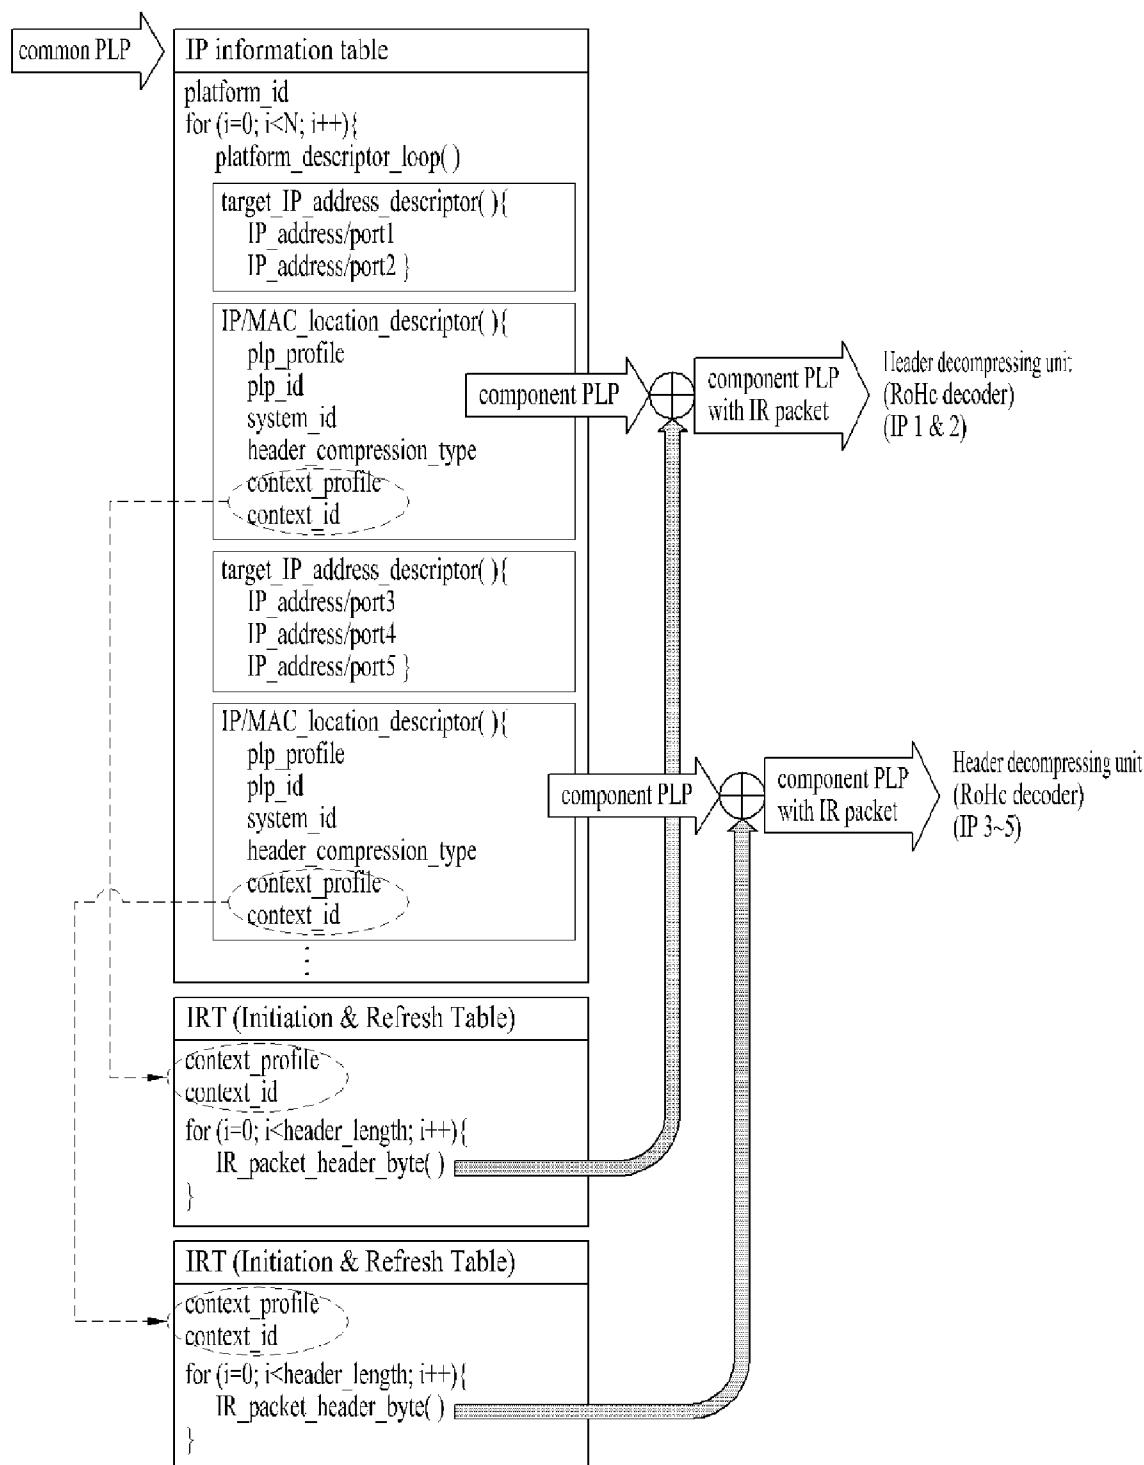 common PLP
IP information table
platform_id
for (i=0; i<N; i++){
platform_descriptor_loop( )
target_IP_address_descriptor( ){
IP_address/port1
IP_address/port2 }
IP/MAC_location_descriptor( ){
plp_profile
plp_id
system_id
header_compression_type
context_profile
context_id
component PLP
component PLP
with IR packet
Header decompressing unit
(RoHc decoder)
(IP 1 & 2)
target_IP_address_descriptor( ){
IP_address/port3
IP_address/port4
IP_address/port5 }
IP/MAC_location_descriptor( ){
plp_profile
plp_id
system_id
header_compression_type
context_profile
context_id
component PLP
component PLP
with IR packet
Header decompressing unit
(RoHc decoder)
(IP 3~5)
⋮
IRT (Initiation & Refresh Table)
context_profile
context_id
for (i=0; i<header_length; i++){
IR_packet_header_byte( )
}
IRT (Initiation & Refresh Table)
context_profile
context_id
for (i=0; i<header_length; i++){
IR_packet_header_byte( )
}